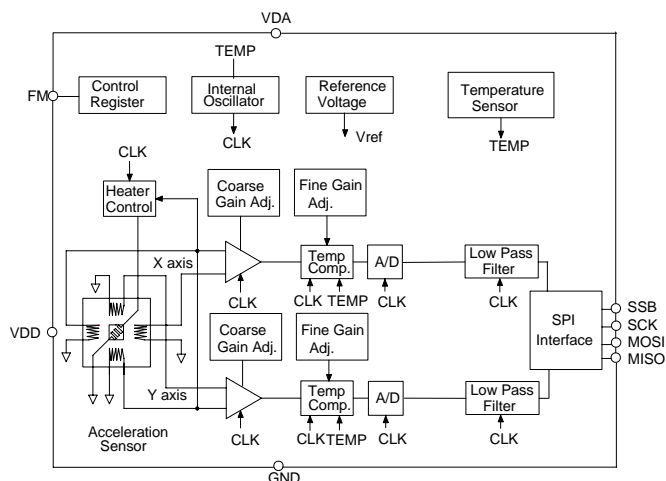 VDA
TEMP
FM
Control
Register
Internal
Oscillator
Reference
Voltage
Temperature
Sensor
CLK
Vref
TEMP
CLK
Heater
Control
Coarse
Gain Adj.
Fine Gain
Adj.
X axis
Temp
Comp.
A/D
Low Pass
Filter
CLK
CLK
TEMP
CLK
CLK
SPI
Interface
SSB
SCK
MOSI
MISO
VDD
Coarse
Gain Adj.
Fine Gain
Adj.
Y axis
Temp
Comp.
A/D
Low Pass
Filter
CLK
CLK
TEMP
CLK
CLK
Acceleration
Sensor
GND